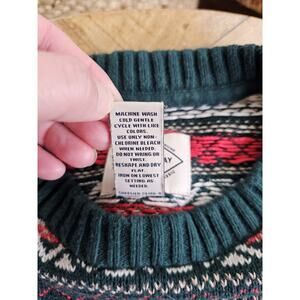 MACHINE WASH
COLD GENTLE
CYCLE WITH LIKE
COLORS.
USE ONLY NON-
CHLORINE BLEACH
WHEN NEEDED.
DO NOT WRING OR
TWIST.
RESHAPE AND DRY
FLAT.
IRON ON LOWEST
SETTING AS
NEEDED.